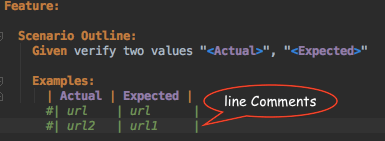 Feature:
Scenario Outline:
Given verify two values "<Actual>", "<Expected>"
Examples:
| Actual | Expected |
#| url | url |
#| url2 | url1 |
line Comments